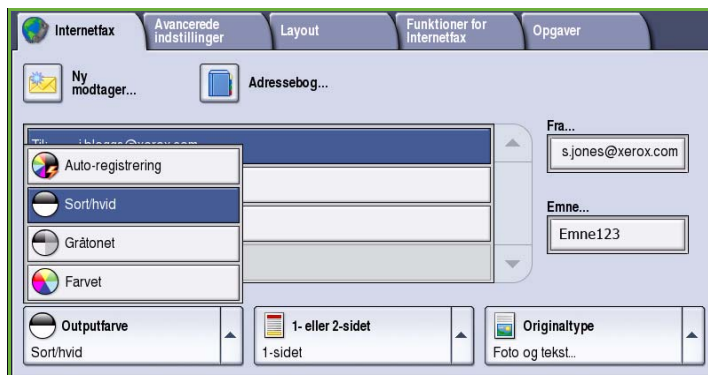 Internetfax
Avancerede
indstillinger
Layout
Funktioner for
Internetfax
Opgaver
Ny
modtager...
Adressebog...
Fra...
s.jones@xerox.com
Auto-registrering
Sort/hvid
Emne...
Emne123
Gråtonet
Farvet
Outputfarve
Sort/hvid
1- eller 2-sidet
1-sidet
Originaltype
Foto og tekst...